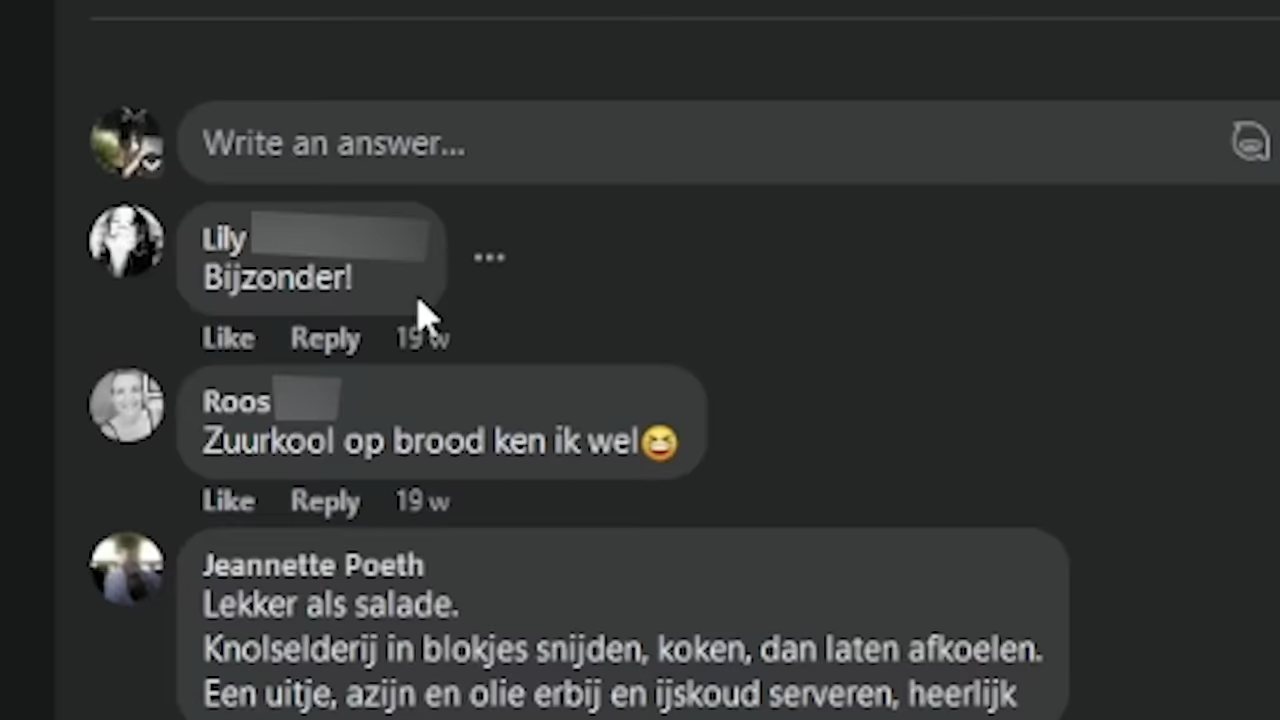 Write an answer...
Lily
Bijzonder!
Like Reply 19 w
Roos
Zuurkool op brood ken ik wel😆
Like Reply 19 w
Jeannette Poeth
Lekker als salade.
Knolselderij in blokjes snijden, koken, dan laten afkoelen.
Een uitje, azijn en olie erbij en ijskoud serveren, heerlijk